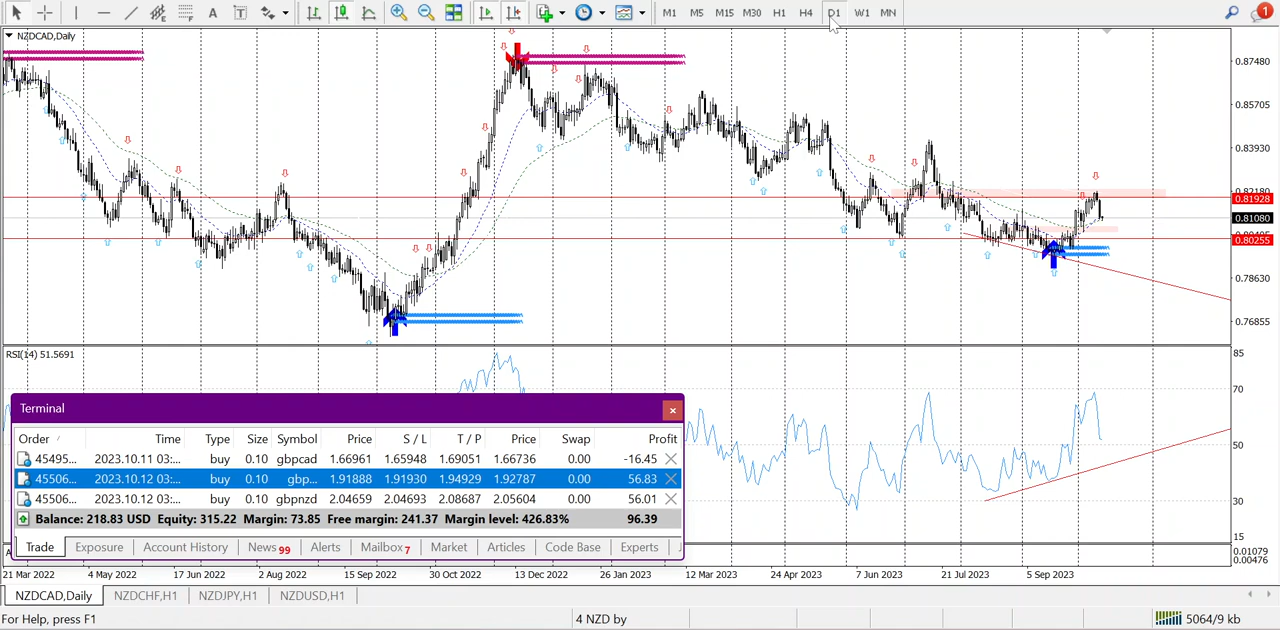 A T M1 M5 M15 M30 H1 H4 D1 W1 MN 1
NZDCAD,Daily
0.87480
0.85705
0.83930
0.82180
0.81928
0.81080
0.80255
0.78630
0.76855
RSI(14) 51.5691
85
70
50
30
15
Terminal
Order Time Type Size Symbol Price S / L T / P Price Swap Profit
45495... 2023.10.11 03:... buy 0.10 gbpcad 1.66961 1.65948 1.69051 1.66736 0.00 -16.45
45506... 2023.10.12 03:... buy 0.10 gbp... 1.91888 1.91930 1.94929 1.92787 0.00 56.83
45506... 2023.10.12 03:... buy 0.10 gbpnzd 2.04659 2.04693 2.08687 2.05604 0.00 56.01
Balance: 218.83 USD Equity: 315.22 Margin: 73.85 Free margin: 241.37 Margin level: 426.83% 96.39
Trade Exposure Account History News 99 Alerts Mailbox 7 Market Articles Code Base Experts
0.01079
0.00476
21 Mar 2022 4 May 2022 17 Jun 2022 2 Aug 2022 15 Sep 2022 30 Oct 2022 13 Dec 2022 26 Jan 2023 12 Mar 2023 24 Apr 2023 7 Jun 2023 21 Jul 2023 5 Sep 2023
NZDCAD,Daily NZDCHF,H1 NZDJPY,H1 NZDUSD,H1
For Help, press F1 4 NZD by 5064/9 kb